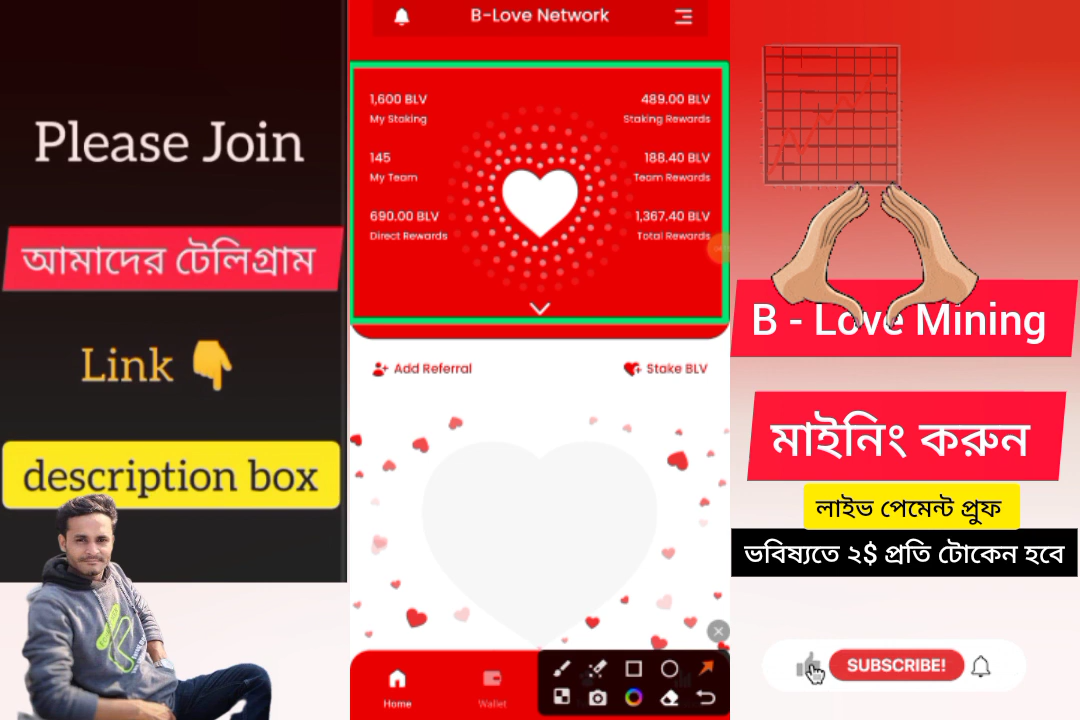 Please Join
আমাদের টেলিগ্রাম
Link
description box
B-Love Network
1,600 BLV
My Staking
489.00 BLV
Staking Rewards
145
My Team
188.40 BLV
Team Rewards
690.00 BLV
Direct Rewards
1,367.40 BLV
Total Rewards
Add Referral
Stake BLV
Home
Wallet
B - Love Mining
মাইনিং করুন
লাইভ পেমেন্ট প্রুফ
ভবিষ্যতে ২$ প্রতি টোকেন হবে
SUBSCRIBE!